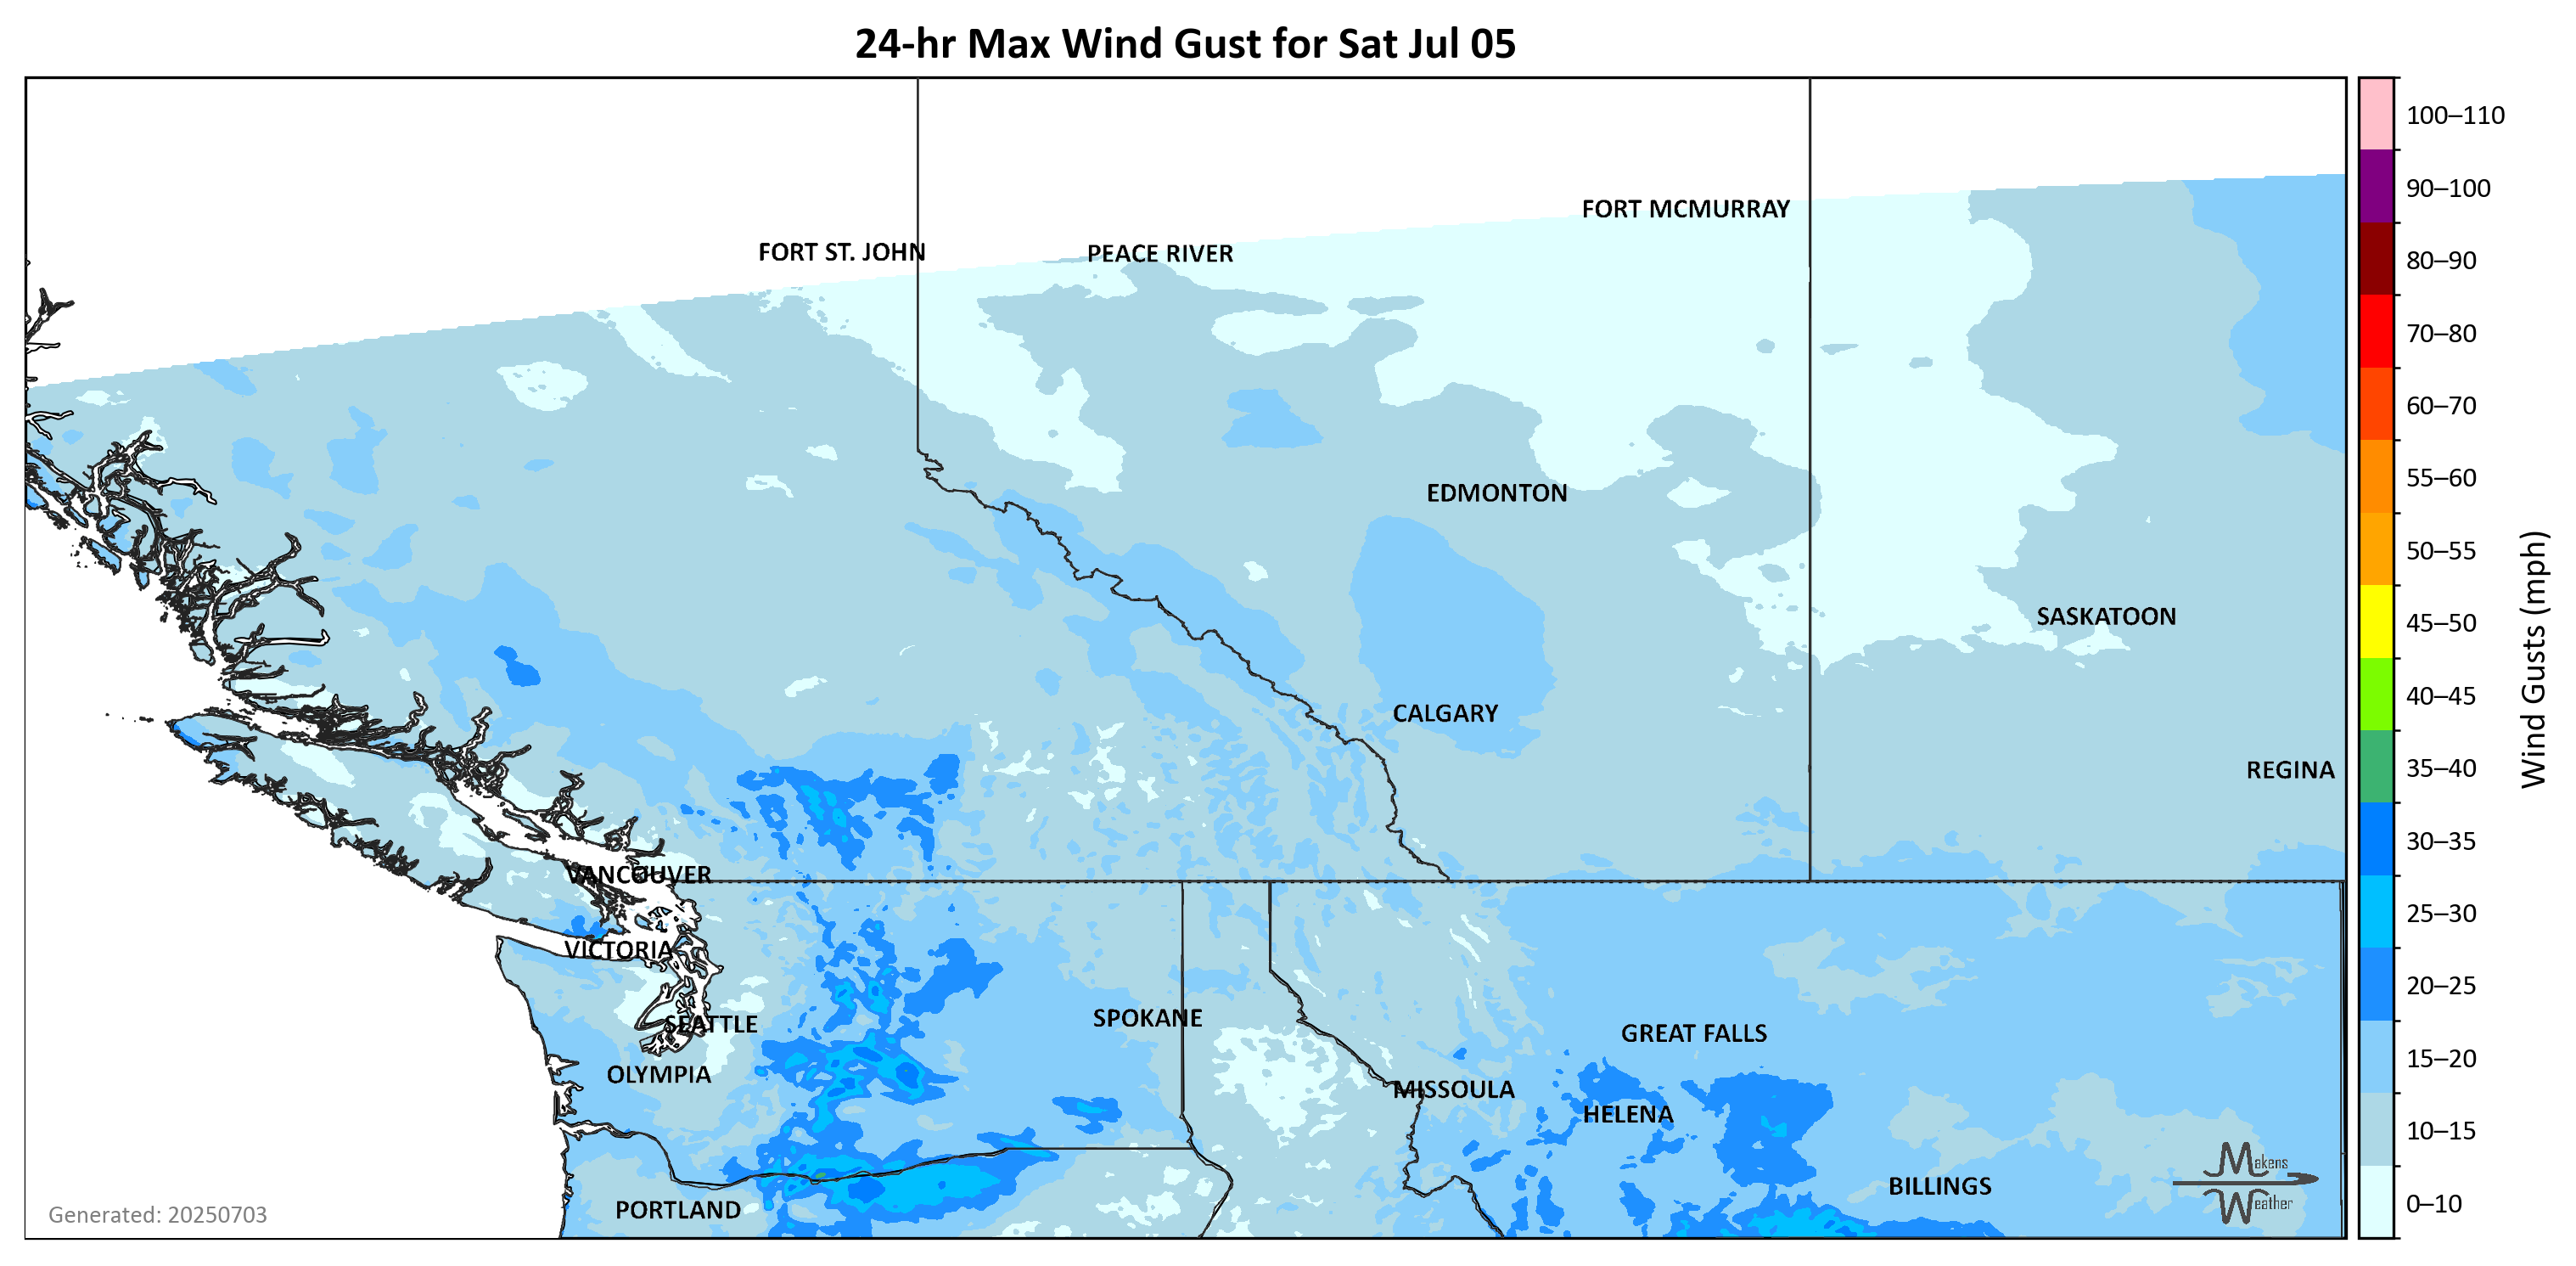 24-hr Max Wind Gust for Sat Jul 05
100–110
90–100
80–90
70–80
60–70
55–60
50–55
45–50
40–45
35–40
30–35
25–30
20–25
15–20
10–15
0–10
Wind Gusts (mph)
FORT MCMURRAY
FORT ST. JOHN
PEACE RIVER
EDMONTON
SASKATOON
CALGARY
REGINA
VANCOUVER
VICTORIA
SPOKANE
SEATTLE
GREAT FALLS
OLYMPIA
MISSOULA
HELENA
BILLINGS
PORTLAND
Makens
Weather
Generated: 20250703